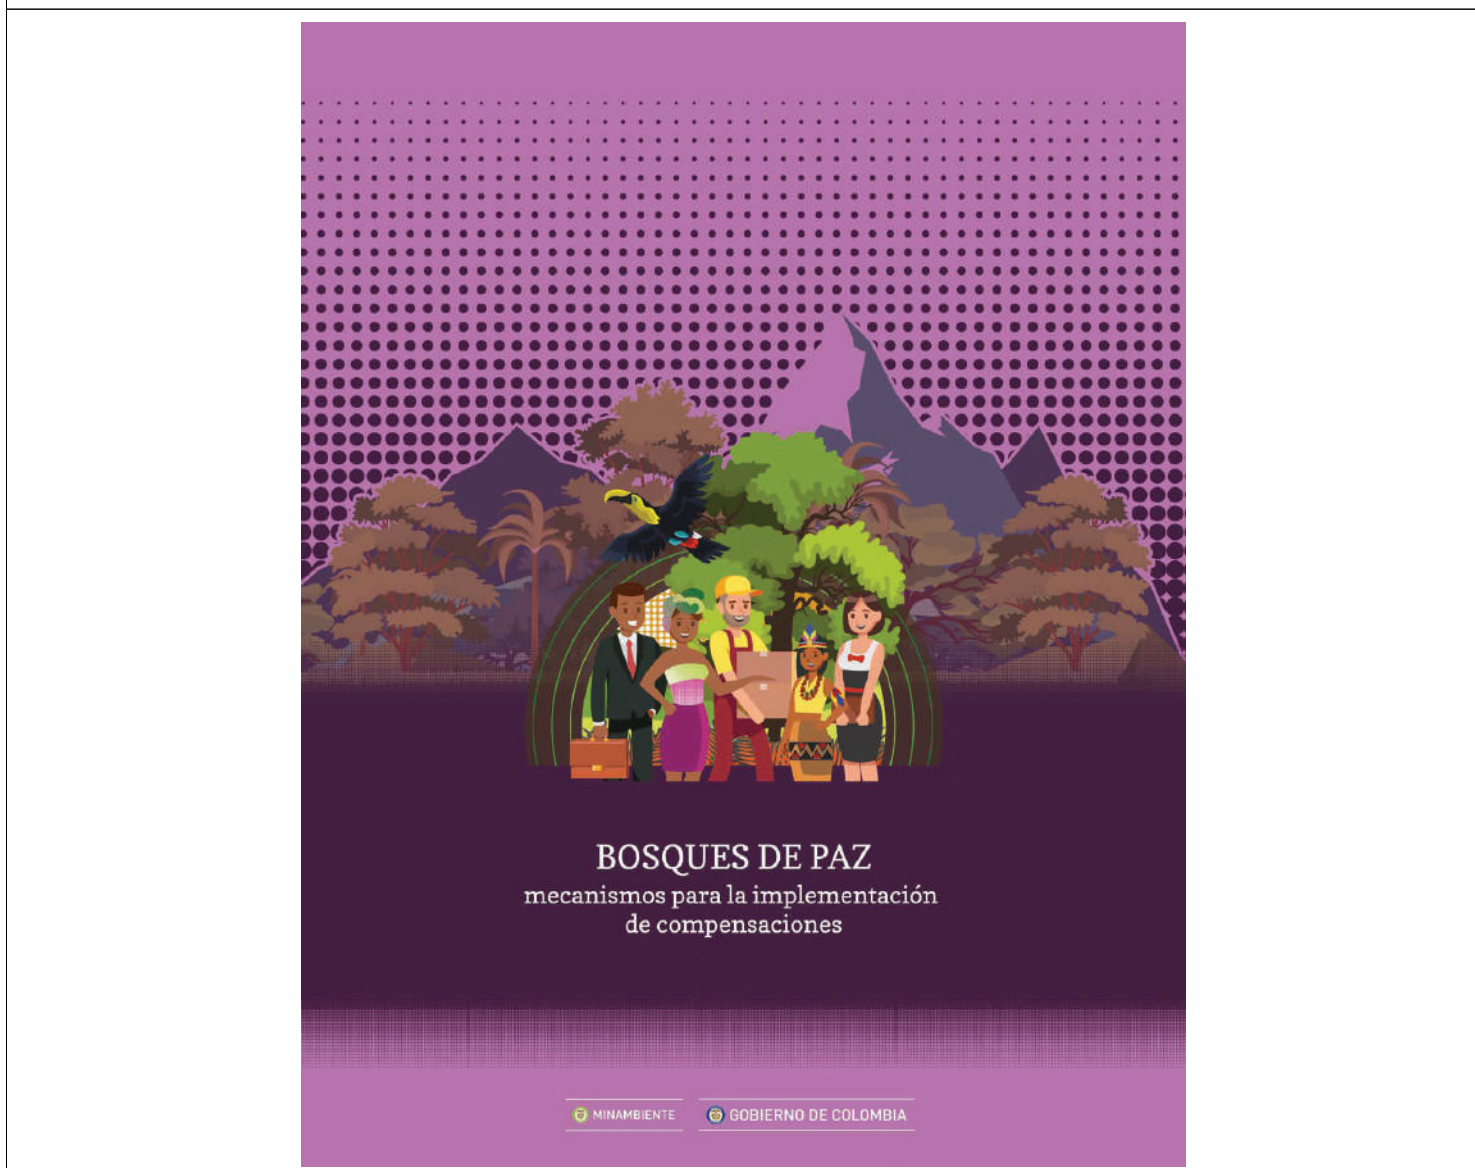 BOSQUES DE PAZ
mecanismos para la implementación
de compensaciones
MINAMBIENTE
GOBIERNO DE COLOMBIA